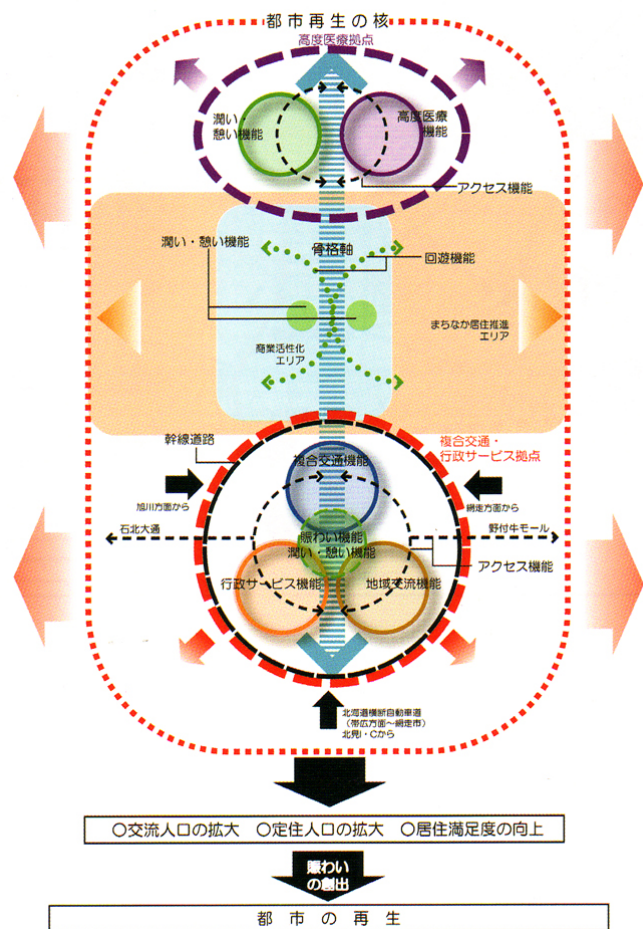 都市再生の核
高度医療拠点
潤い・
憩い機能
高度医療
機能
アクセス機能
潤い・憩い機能
骨格軸
回遊機能
商業活性化
エリア
まちなか居住推進
エリア
幹線道路
複合交通・
行政サービス拠点
複合交通機能
旭川方面から
網走方面から
石北大通
野付牛モール
賑わい機能
潤い・憩い機能
アクセス機能
行政サービス機能
地域交流機能
北海道横断自動車道
(帯広方面～網走市)
北見I・Cから
〇交流人口の拡大 〇定住人口の拡大 〇居住満足度の向上
賑わい
の創出
都市の再生